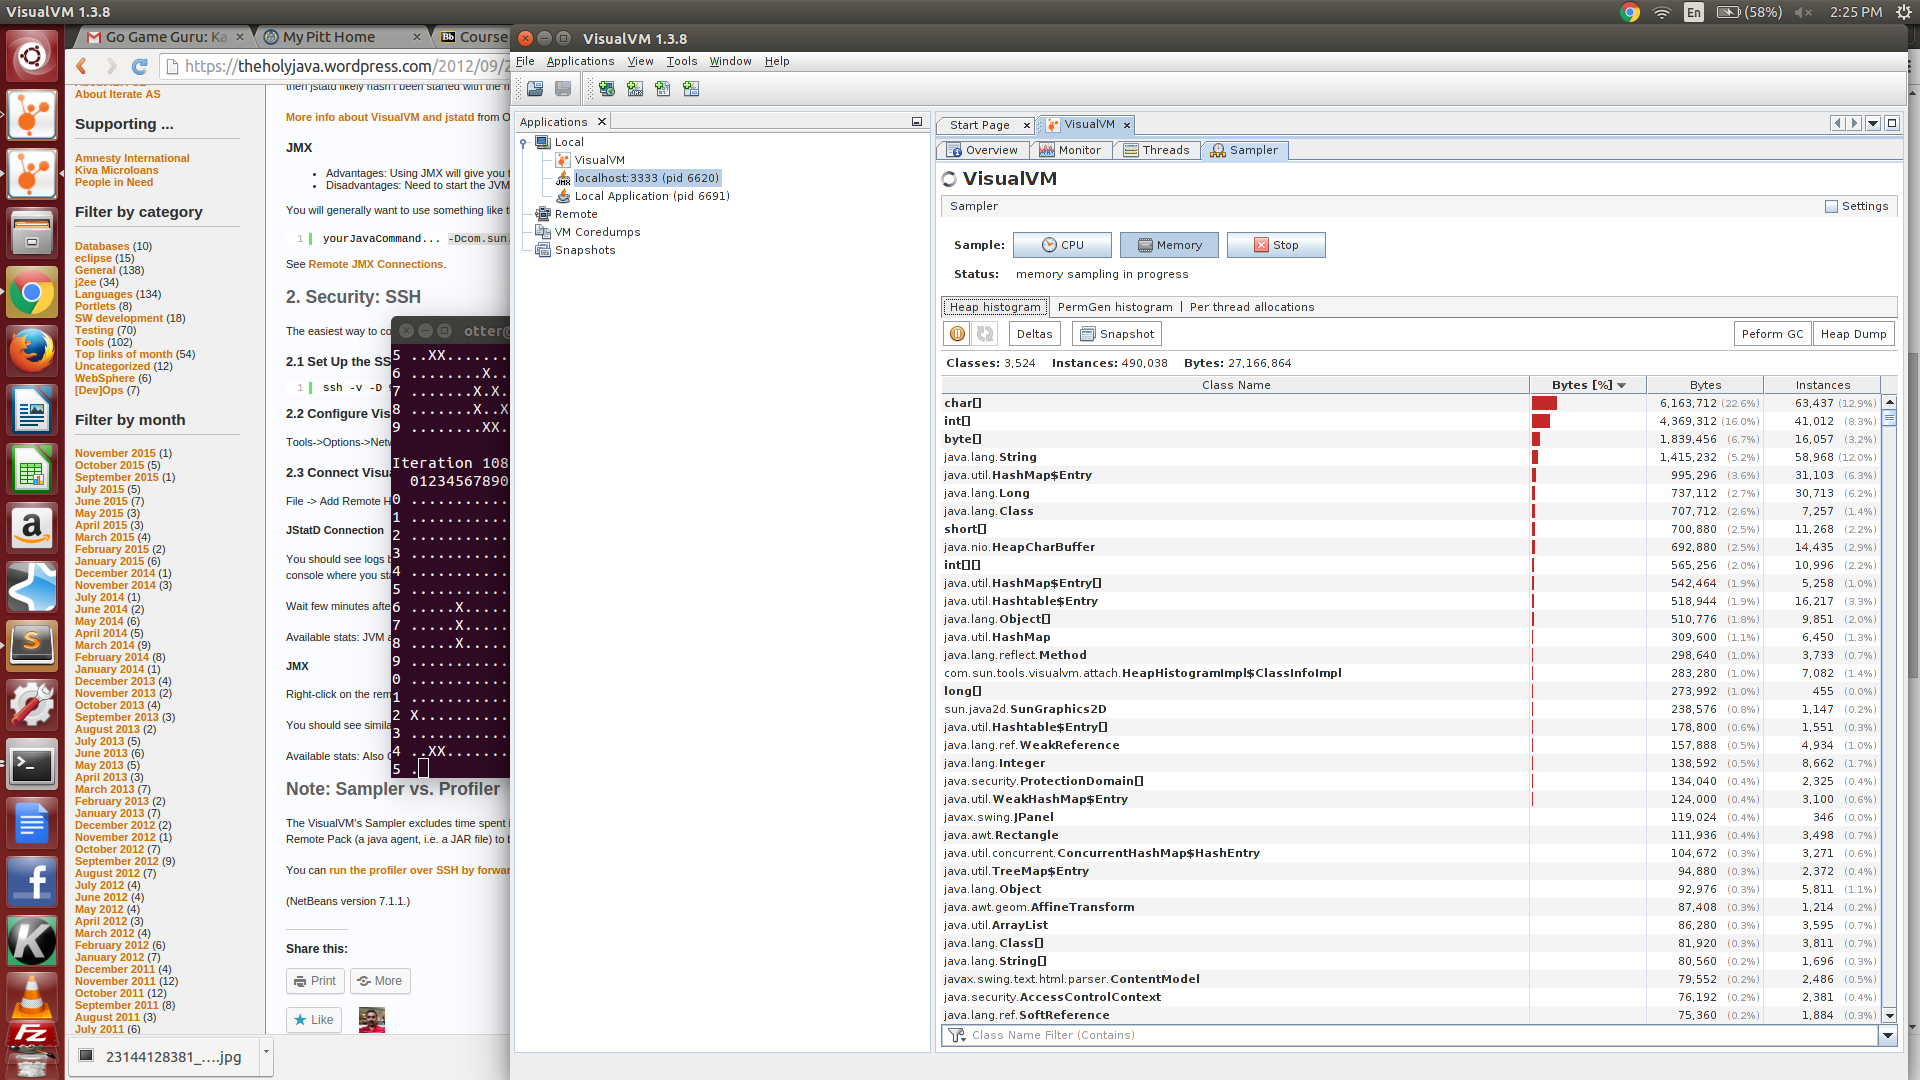 VisualVM 1.3.8
En
(58%)
2:25 PM
Go Game Guru: Ka
My Pitt Home
Bb Course
https://theholyjava.wordpress.com/2012/09/2
About Iterate AS
Supporting ...
Amnesty International
Kiva Microloans
People in Need
Filter by category
Databases (10)
eclipse (15)
General (138)
j2ee (34)
Languages (134)
Portlets (8)
SW development (18)
Testing (70)
Tools (102)
Top links of month (54)
Uncategorized (12)
WebSphere (6)
[Dev]Ops (7)
Filter by month
November 2015 (1)
October 2015 (5)
September 2015 (1)
July 2015 (5)
June 2015 (7)
May 2015 (3)
April 2015 (3)
March 2015 (4)
February 2015 (2)
January 2015 (6)
December 2014 (1)
November 2014 (3)
July 2014 (1)
June 2014 (2)
May 2014 (6)
April 2014 (5)
March 2014 (9)
February 2014 (8)
January 2014 (1)
December 2013 (4)
November 2013 (2)
October 2013 (4)
September 2013 (3)
August 2013 (2)
July 2013 (5)
June 2013 (6)
May 2013 (5)
April 2013 (3)
March 2013 (7)
February 2013 (2)
January 2013 (7)
December 2012 (2)
November 2012 (1)
October 2012 (2)
September 2012 (9)
August 2012 (7)
July 2012 (4)
June 2012 (4)
May 2012 (4)
April 2012 (3)
March 2012 (4)
February 2012 (6)
January 2012 (7)
December 2011 (4)
November 2011 (12)
October 2011 (12)
September 2011 (8)
August 2011 (3)
July 2011 (6)
then jstatd likely hasn't been started with the
More info about VisualVM and jstatd from O
JMX
Advantages: Using JMX will give you t
Disadvantages: Need to start the JVM
You will generally want to use something like t
1 yourJavaCommand... -Dcom.sun.
See Remote JMX Connections.
2. Security: SSH
The easiest way to co
2.1 Set Up the SS
1 ssh -v -D
2.2 Configure Vis
Tools->Options->Netw
2.3 Connect Visua
File -> Add Remote H
JStatD Connection
You should see logs b
console where you sta
Wait few minutes afte
Available stats: JVM a
JMX
Right-click on the rem
You should see simila
Available stats: Also C
Note: Sampler vs. Profiler
The VisualVM's Sampler excludes time spent i
Remote Pack (a java agent, i.e. a JAR file) to b
You can run the profiler over SSH by forwar
(NetBeans version 7.1.1.)
Share this:
Print
More
Like
23144128381_....jpg
otter@
5 ..XX.......
6 ........X..
7 .......X.X.
8 .......X..X
9 ........XX.
Iteration 108
01234567890
0 ...........
1 ...........
2 ...........
3 ...........
4 ...........
5 ...........
6 .....X.....
7 .....X.....
8 .....X.....
9 ...........
0 ...........
1 ...........
2 X..........
3 ...........
4 ..XX.......
5 .
VisualVM 1.3.8
File Applications View Tools Window Help
Applications
Local
VisualVM
localhost:3333 (pid 6620)
Local Application (pid 6691)
Remote
VM Coredumps
Snapshots
Start Page
VisualVM
Overview
Monitor
Threads
Sampler
VisualVM
Sampler
Settings
Sample: CPU Memory Stop
Status: memory sampling in progress
Heap histogram PermGen histogram | Per thread allocations
Deltas Snapshot Peform GC Heap Dump
Classes: 3,524 Instances: 490,038 Bytes: 27,166,864
Class Name Bytes [%] Bytes Instances
char[] 6,163,712 (22.6%) 63,437 (12.9%)
int[] 4,369,312 (16.0%) 41,012 (8.3%)
byte[] 1,839,456 (6.7%) 16,057 (3.2%)
java.lang.String 1,415,232 (5.2%) 58,968 (12.0%)
java.util.HashMap$Entry 995,296 (3.6%) 31,103 (6.3%)
java.lang.Long 737,112 (2.7%) 30,713 (6.2%)
java.lang.Class 707,712 (2.6%) 7,257 (1.4%)
short[] 700,880 (2.5%) 11,268 (2.2%)
java.nio.HeapCharBuffer 692,880 (2.5%) 14,435 (2.9%)
int[][] 565,256 (2.0%) 10,996 (2.2%)
java.util.HashMap$Entry[] 542,464 (1.9%) 5,258 (1.0%)
java.util.Hashtable$Entry 518,944 (1.9%) 16,217 (3.3%)
java.lang.Object[] 510,776 (1.8%) 9,851 (2.0%)
java.util.HashMap 309,600 (1.1%) 6,450 (1.3%)
java.lang.reflect.Method 298,640 (1.0%) 3,733 (0.7%)
com.sun.tools.visualvm.attach.HeapHistogramImpl$ClassInfoImpl 283,280 (1.0%) 7,082 (1.4%)
long[] 273,992 (1.0%) 455 (0.0%)
sun.java2d.SunGraphics2D 238,576 (0.8%) 1,147 (0.2%)
java.util.Hashtable$Entry[] 178,800 (0.6%) 1,551 (0.3%)
java.lang.ref.WeakReference 157,888 (0.5%) 4,934 (1.0%)
java.lang.Integer 138,592 (0.5%) 8,662 (1.7%)
java.security.ProtectionDomain[] 134,040 (0.4%) 2,325 (0.4%)
java.util.WeakHashMap$Entry 124,000 (0.4%) 3,100 (0.6%)
javax.swing.JPanel 119,024 (0.4%) 346 (0.0%)
java.awt.Rectangle 111,936 (0.4%) 3,498 (0.7%)
java.util.concurrent.ConcurrentHashMap$HashEntry 104,672 (0.3%) 3,271 (0.6%)
java.util.TreeMap$Entry 94,880 (0.3%) 2,372 (0.4%)
java.lang.Object 92,976 (0.3%) 5,811 (1.1%)
java.awt.geom.AffineTransform 87,408 (0.3%) 1,214 (0.2%)
java.util.ArrayList 86,280 (0.3%) 3,595 (0.7%)
java.lang.Class[] 81,920 (0.3%) 3,811 (0.7%)
java.lang.String[] 80,560 (0.2%) 1,696 (0.3%)
javax.swing.text.html.parser.ContentModel 79,552 (0.2%) 2,486 (0.5%)
java.security.AccessControlContext 76,192 (0.2%) 2,381 (0.4%)
java.lang.ref.SoftReference 75,360 (0.2%) 1,884 (0.3%)
Class Name Filter (Contains)